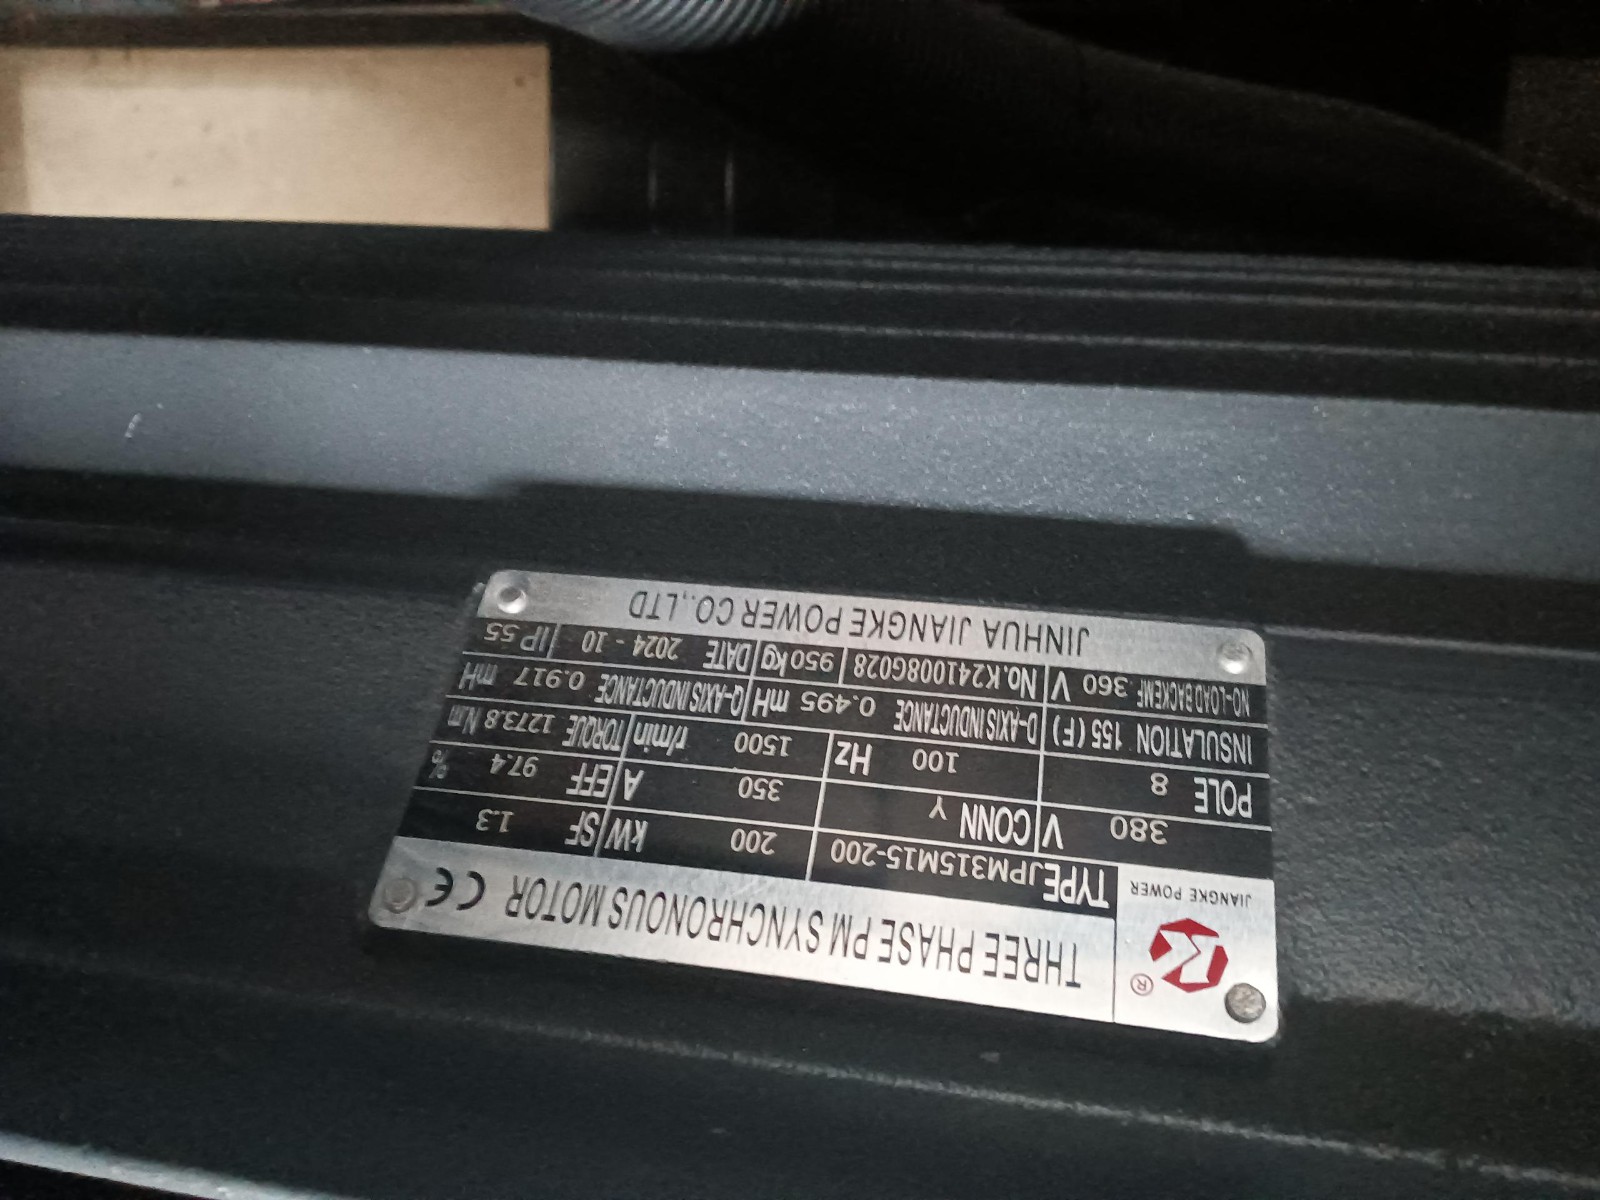 THREE PHASE PM SYNCHRONOUS MOTOR CE
®
JIANGKE POWER
TYPE JPM315M15-200 200 kW SF 1.3
380 V CONN Y 350 A EFF 97.4 %
POLE 8 100 Hz 1500 r/min TORQUE 1273.8 N.m
INSULATION 155 (F) D-AXIS INDUCTANCE 0.495 mH Q-AXIS INDUCTANCE 0.917 mH
NO-LOAD BACK EMF 360 V No.K241008G028 950 kg DATE 2024 - 10 IP 55
JINHUA JIANGKE POWER CO.,LTD